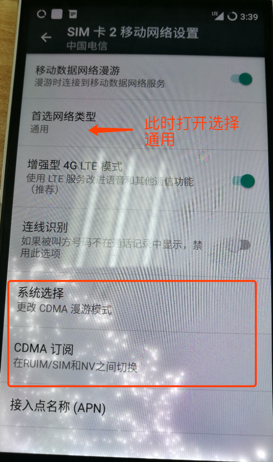 3:39
SIM 卡 2 移动网络设置
中国电信
移动数据网络漫游
漫游时连接到移动数据网络服务
首选网络类型
通用
此时打开选择
通用
增强型 4G LTE 模式
使用 LTE 服务改进语音和其他通信功能
（推荐）
连线识别
如果被叫方号码不在通话记录中显示，禁
用此选项
系统选择
更改 CDMA 漫游模式
CDMA 订阅
在RUIM/SIM和NV之间切换
接入点名称 (APN)